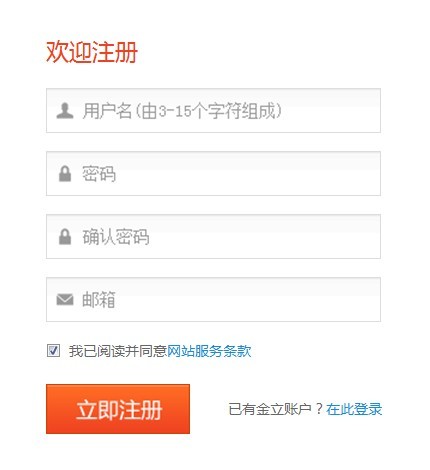 欢迎注册
用户名(由3-15个字符组成)
密码
确认密码
邮箱
我已阅读并同意网站服务条款
立即注册
已有金立账户？在此登录